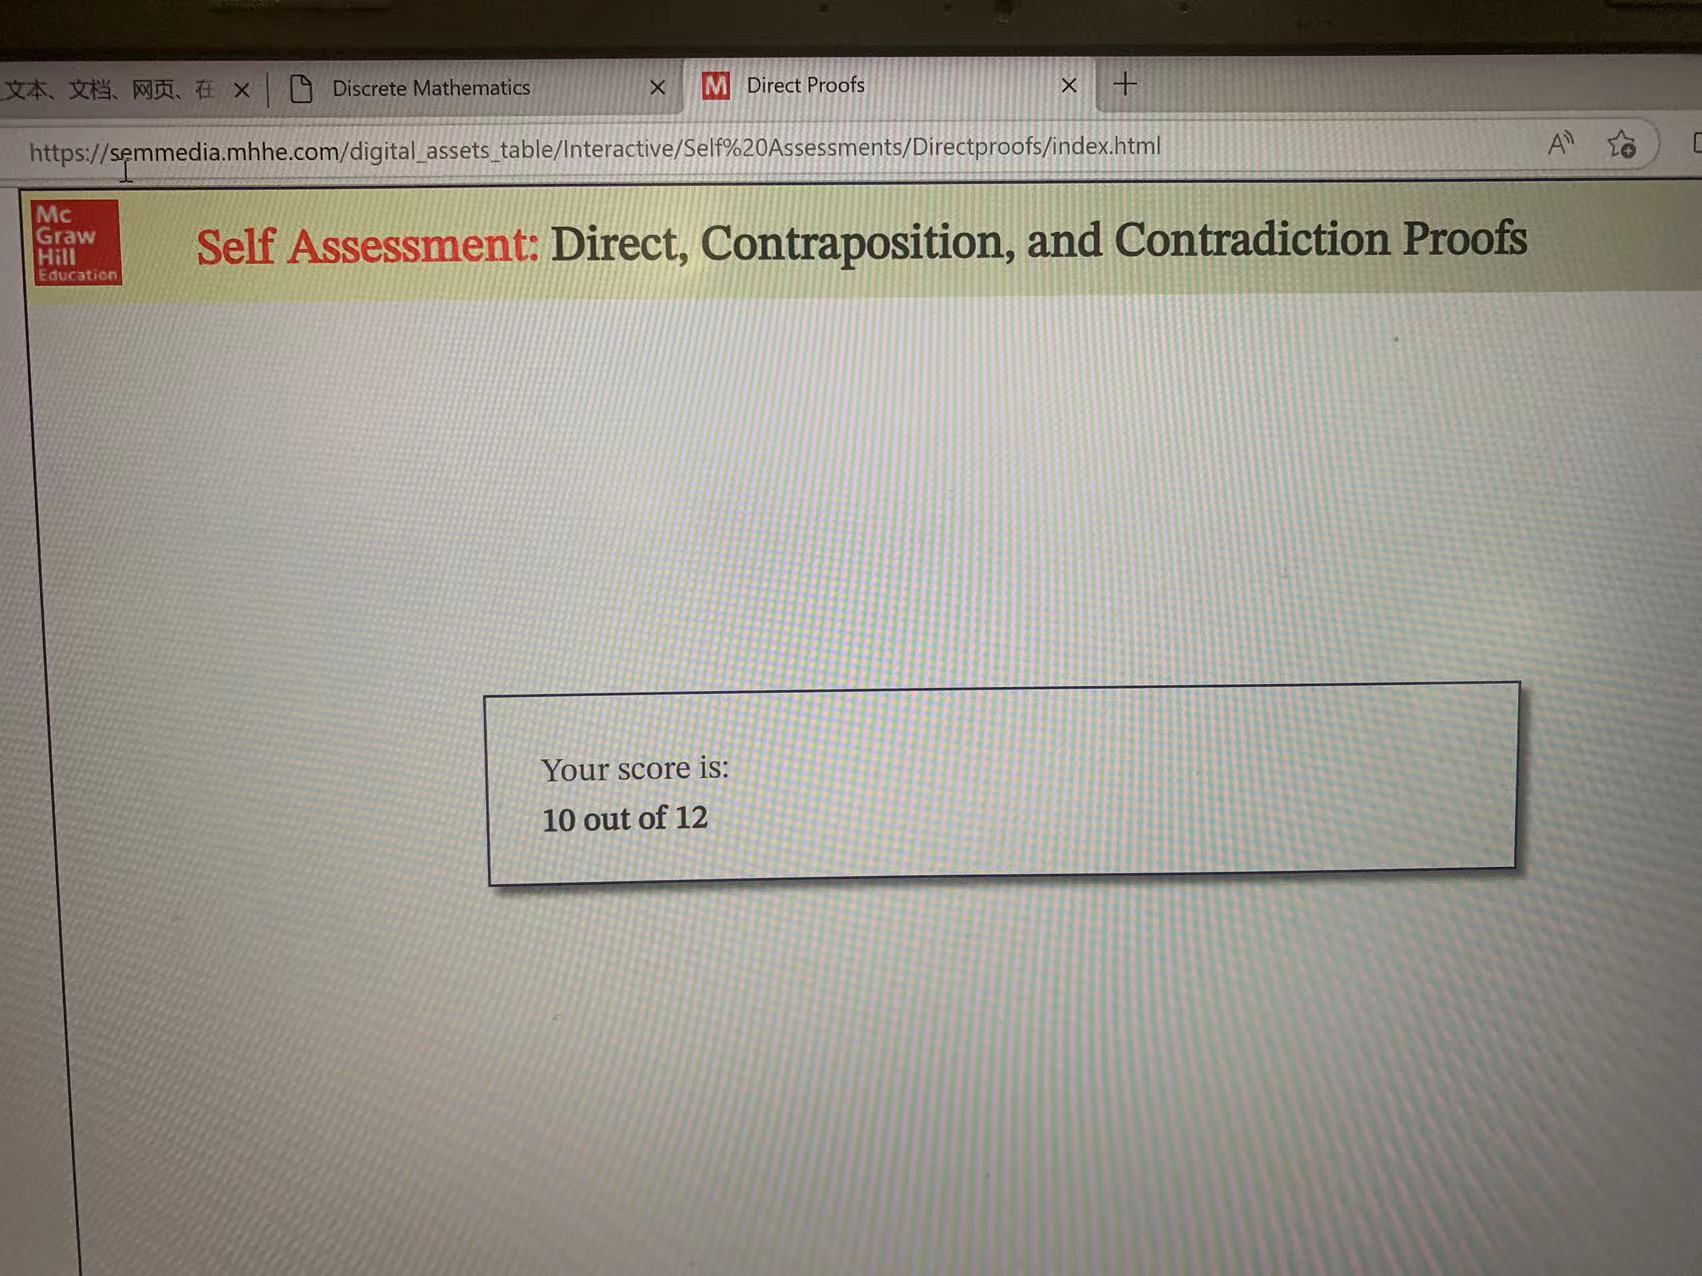 文本、文档、网页、在
Discrete Mathematics
Direct Proofs
https://semmedia.mhhe.com/digital_assets_table/Interactive/Self%20Assessments/Directproofs/index.html
Mc
Graw
Hill
Education
Self Assessment: Direct, Contraposition, and Contradiction Proofs
Your score is:
10 out of 12